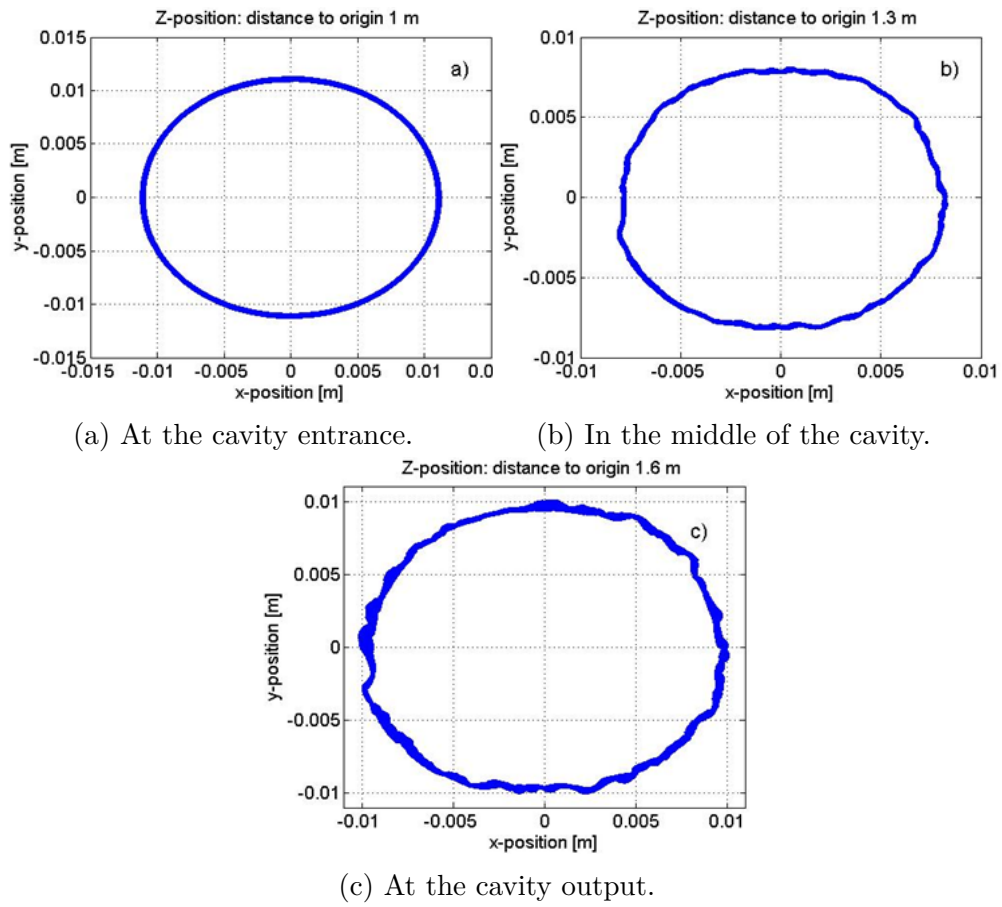 Z-position: distance to origin 1 m
a)
0.015
0.01
0.005
0
-0.005
-0.01
-0.015
y-position [m]
-0.015 -0.01 -0.005 0 0.005 0.01 0.0
x-position [m]
(a) At the cavity entrance.
Z-position: distance to origin 1.3 m
b)
0.01
0.005
0
-0.005
-0.01
y-position [m]
-0.01 -0.005 0 0.005 0.01
x-position [m]
(b) In the middle of the cavity.
Z-position: distance to origin 1.6 m
c)
0.01
0.005
0
-0.005
-0.01
y-position [m]
-0.01 -0.005 0 0.005 0.01
x-position [m]
(c) At the cavity output.